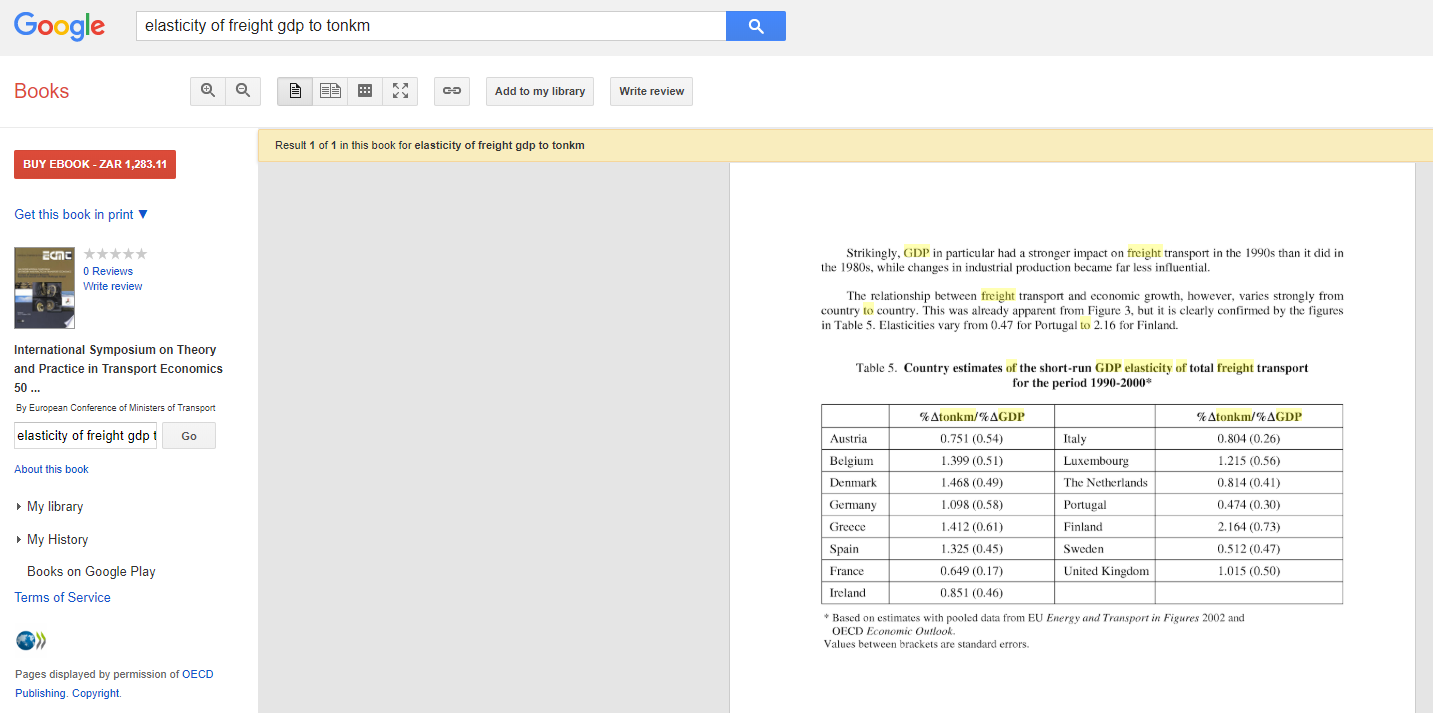 Google
elasticity of freight gdp to tonkm
Books
Add to my library
Write review
Result 1 of 1 in this book for elasticity of freight gdp to tonkm
BUY EBOOK - ZAR 1,283.11
Get this book in print ▼
ECMT
0 Reviews
Write review
International Symposium on Theory
and Practice in Transport Economics
50 ...
By European Conference of Ministers of Transport
elasticity of freight gdp t
Go
About this book
My library
My History
Books on Google Play
Terms of Service
Pages displayed by permission of OECD
Publishing. Copyright.
Strikingly, GDP in particular had a stronger impact on freight transport in the 1990s than it did in
the 1980s, while changes in industrial production became far less influential.
The relationship between freight transport and economic growth, however, varies strongly from
country to country. This was already apparent from Figure 3, but it is clearly confirmed by the figures
in Table 5. Elasticities vary from 0.47 for Portugal to 2.16 for Finland.
Table 5. Country estimates of the short-run GDP elasticity of total freight transport
for the period 1990-2000*
%Δtonkm/%ΔGDP %Δtonkm/%ΔGDP
Austria 0.751 (0.54) Italy 0.804 (0.26)
Belgium 1.399 (0.51) Luxembourg 1.215 (0.56)
Denmark 1.468 (0.49) The Netherlands 0.814 (0.41)
Germany 1.098 (0.58) Portugal 0.474 (0.30)
Greece 1.412 (0.61) Finland 2.164 (0.73)
Spain 1.325 (0.45) Sweden 0.512 (0.47)
France 0.649 (0.17) United Kingdom 1.015 (0.50)
Ireland 0.851 (0.46)
* Based on estimates with pooled data from EU Energy and Transport in Figures 2002 and
OECD Economic Outlook.
Values between brackets are standard errors.